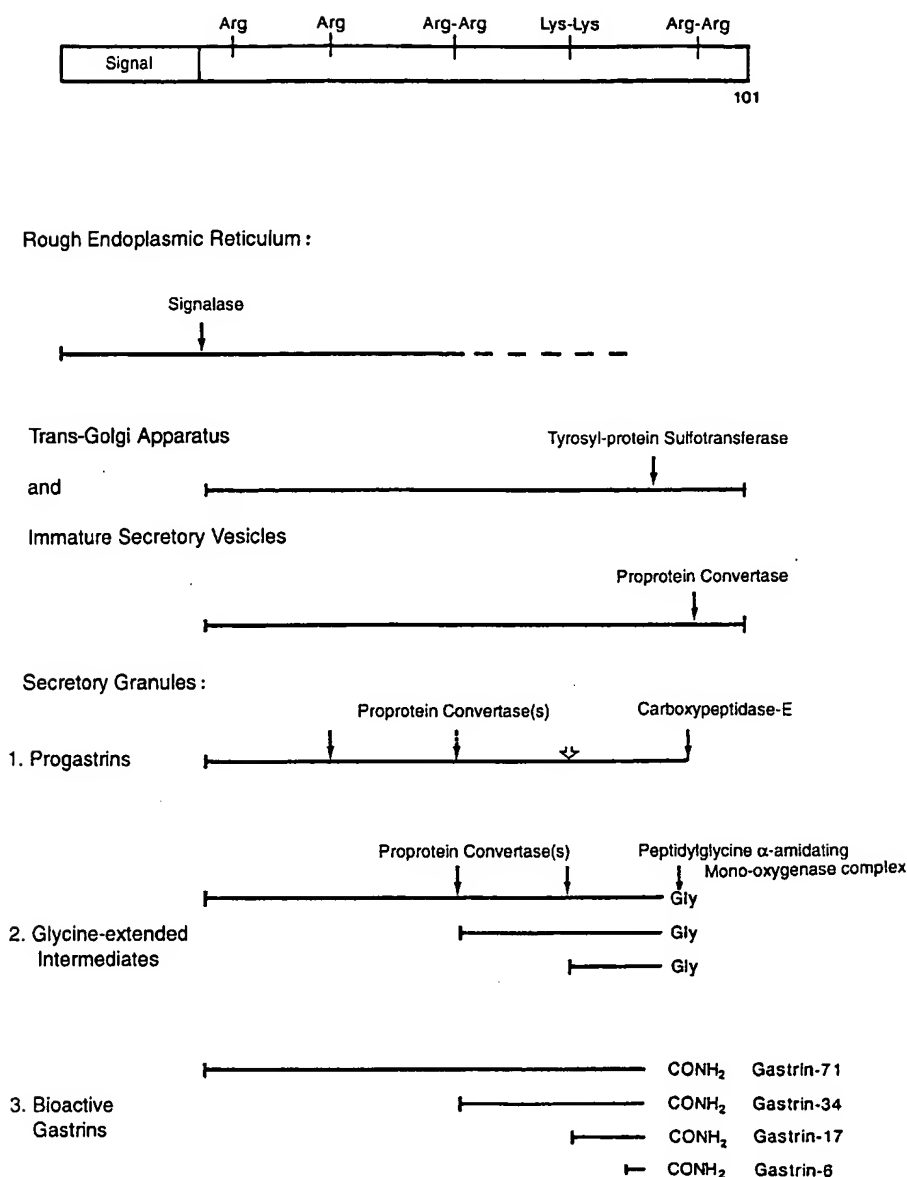 Arg Arg Arg-Arg Lys-Lys Arg-Arg
Signal
101
Rough Endoplasmic Reticulum :
Signalase
Trans-Golgi Apparatus
Tyrosyl-protein Sulfotransferase
and
Immature Secretory Vesicles
Proprotein Convertase
Secretory Granules :
Proprotein Convertase(s) Carboxypeptidase-E
1. Progastrins
Proprotein Convertase(s) Peptidylglycine α-amidating
Mono-oxygenase complex
Gly
2. Glycine-extended Gly
Intermediates
Gly
CONH₂ Gastrin-71
3. Bioactive CONH₂ Gastrin-34
Gastrins
CONH₂ Gastrin-17
CONH₂ Gastrin-6